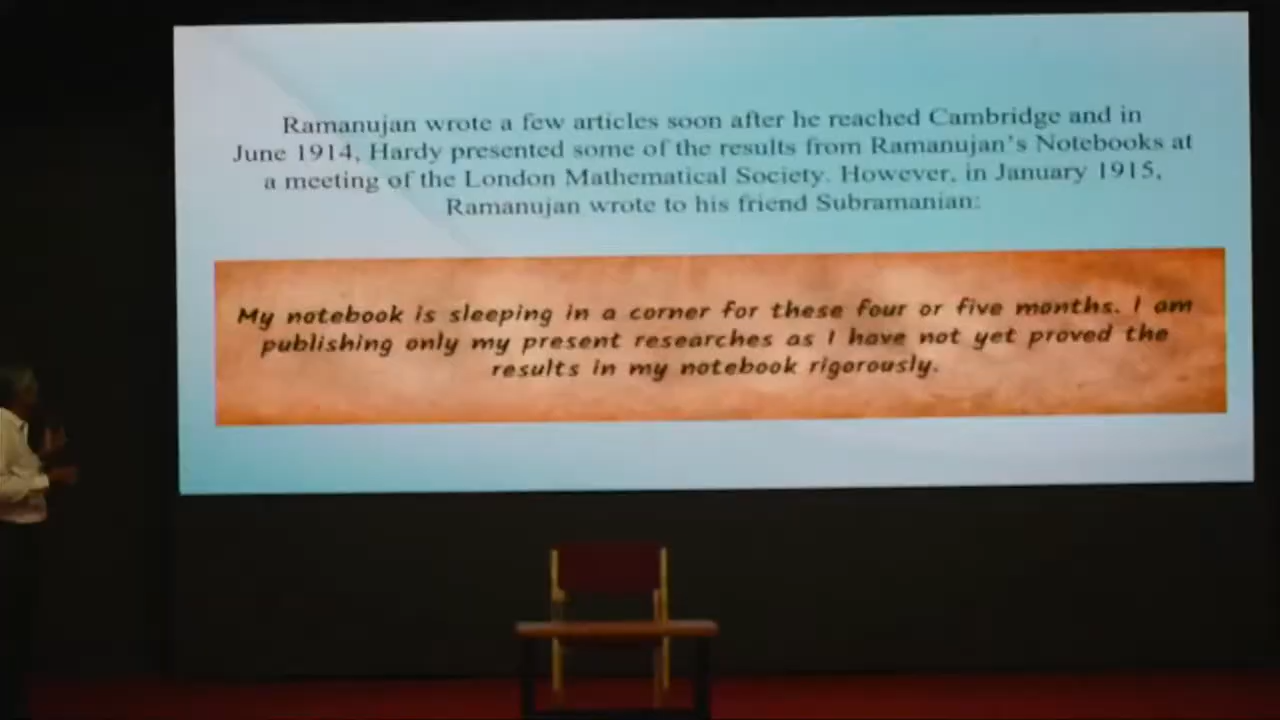 Ramanujan wrote a few articles soon after he reached Cambridge and in
June 1914, Hardy presented some of the results from Ramanujan's Notebooks at
a meeting of the London Mathematical Society. However, in January 1915,
Ramanujan wrote to his friend Subramanian:
My notebook is sleeping in a corner for these four or five months. I am
publishing only my present researches as I have not yet proved the
results in my notebook rigorously.